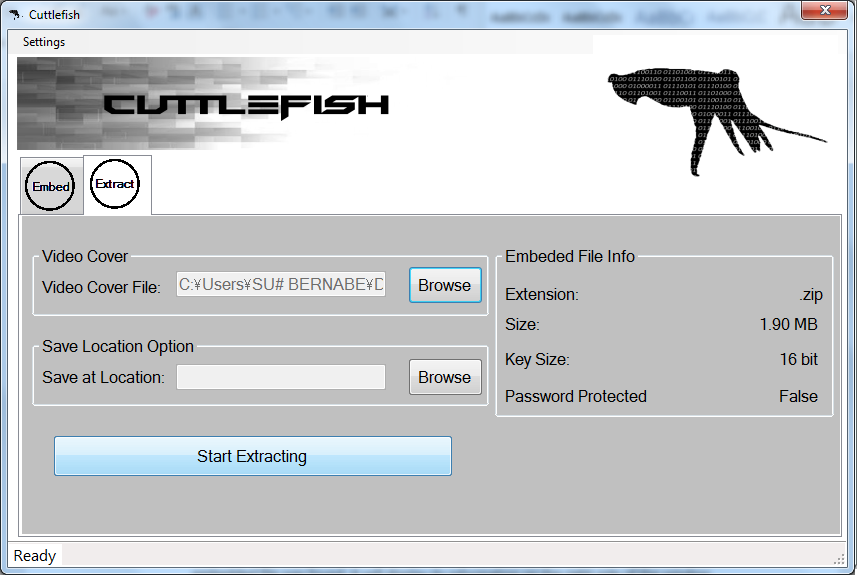 Cuttlefish
Settings
CUTTLEFISH
Embed
Extract
Video Cover
Video Cover File: C:¥Users¥SU# BERNABE¥D
Browse
Save Location Option
Save at Location:
Browse
Start Extracting
Embeded File Info
Extension: .zip
Size: 1.90 MB
Key Size: 16 bit
Password Protected False
Ready